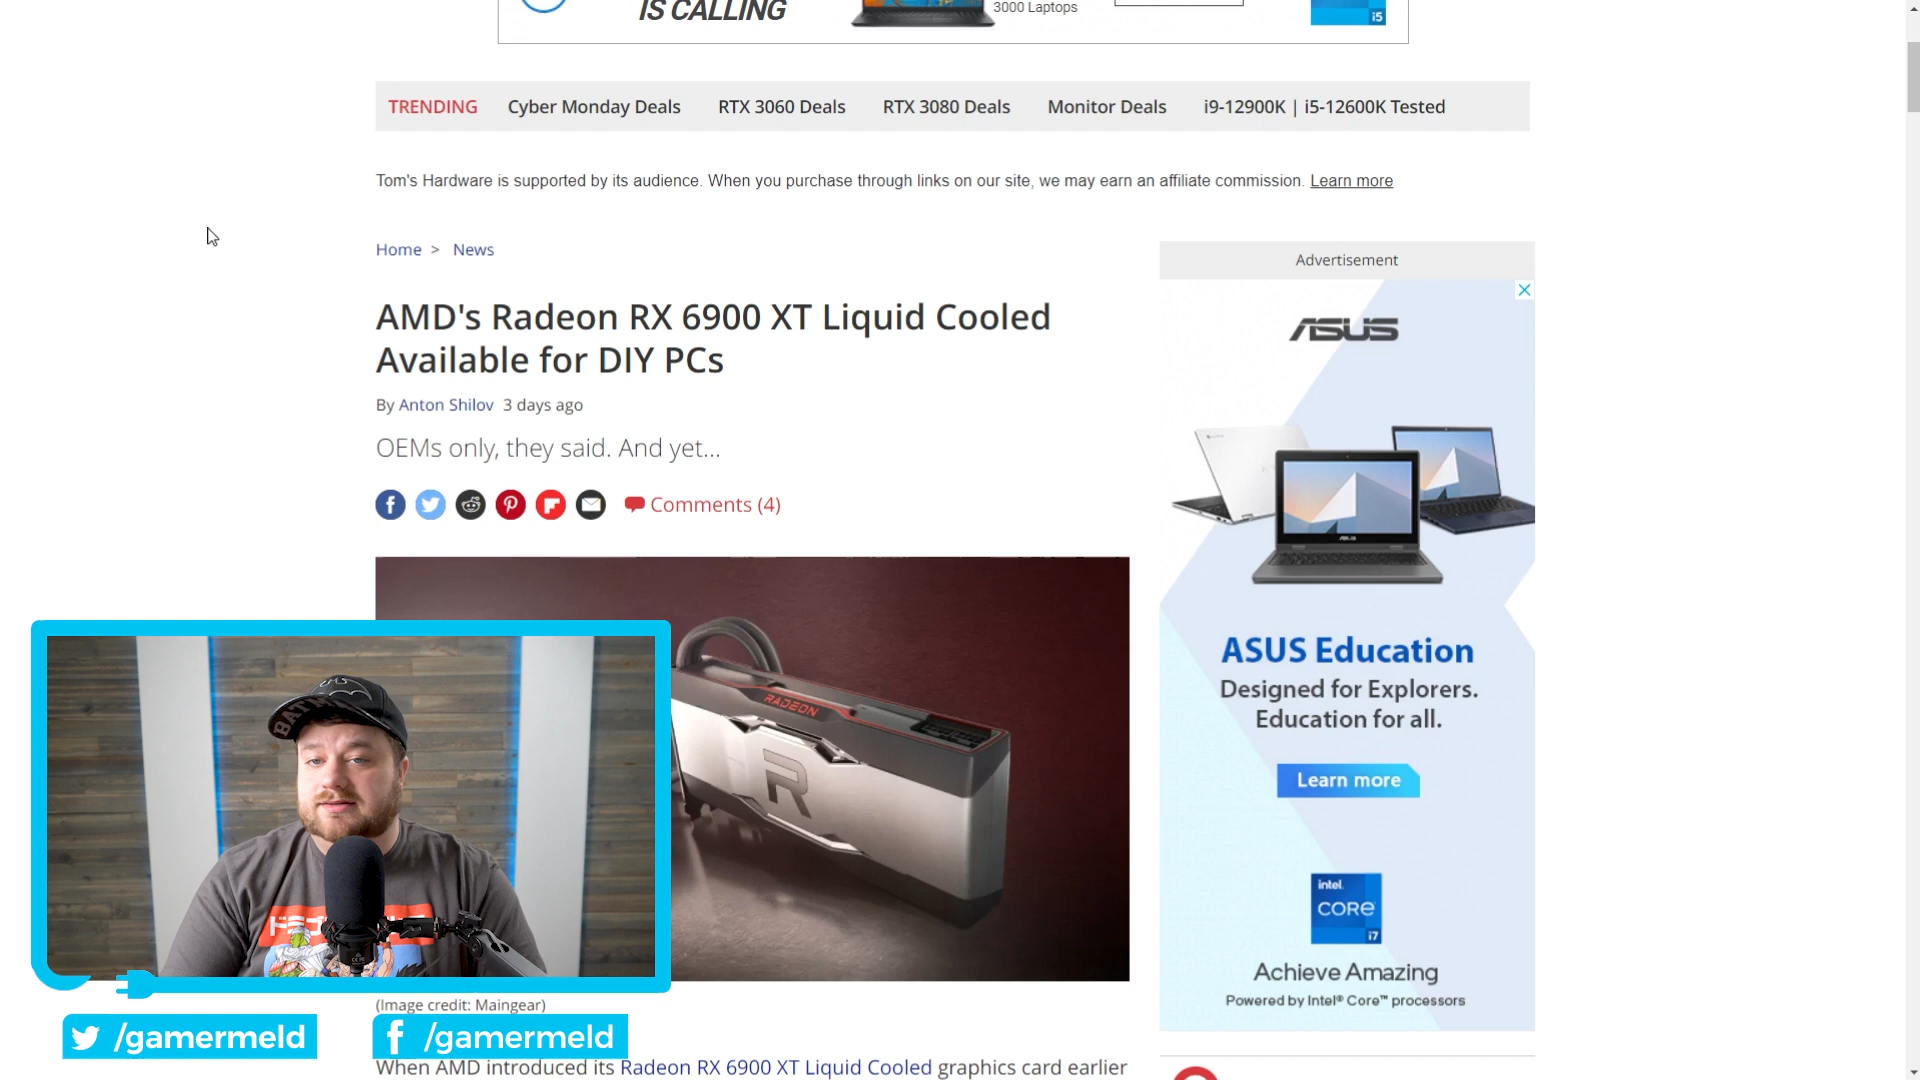 IS CALLING
3000 Laptops
i5
TRENDING
Cyber Monday Deals
RTX 3060 Deals
RTX 3080 Deals
Monitor Deals
i9-12900K | i5-12600K Tested
Tom's Hardware is supported by its audience. When you purchase through links on our site, we may earn an affiliate commission. Learn more
Home > News
AMD's Radeon RX 6900 XT Liquid Cooled
Available for DIY PCs
By Anton Shilov 3 days ago
OEMs only, they said. And yet...
Comments (4)
RADEON
R
(Image credit: Maingear)
When AMD introduced its Radeon RX 6900 XT Liquid Cooled graphics card earlier
/gamermeld
/gamermeld
Advertisement
ASUS
ASUS
ASUS Education
Designed for Explorers.
Education for all.
Learn more
intel.
CORE
i7
Achieve Amazing
Powered by Intel® Core™ processors